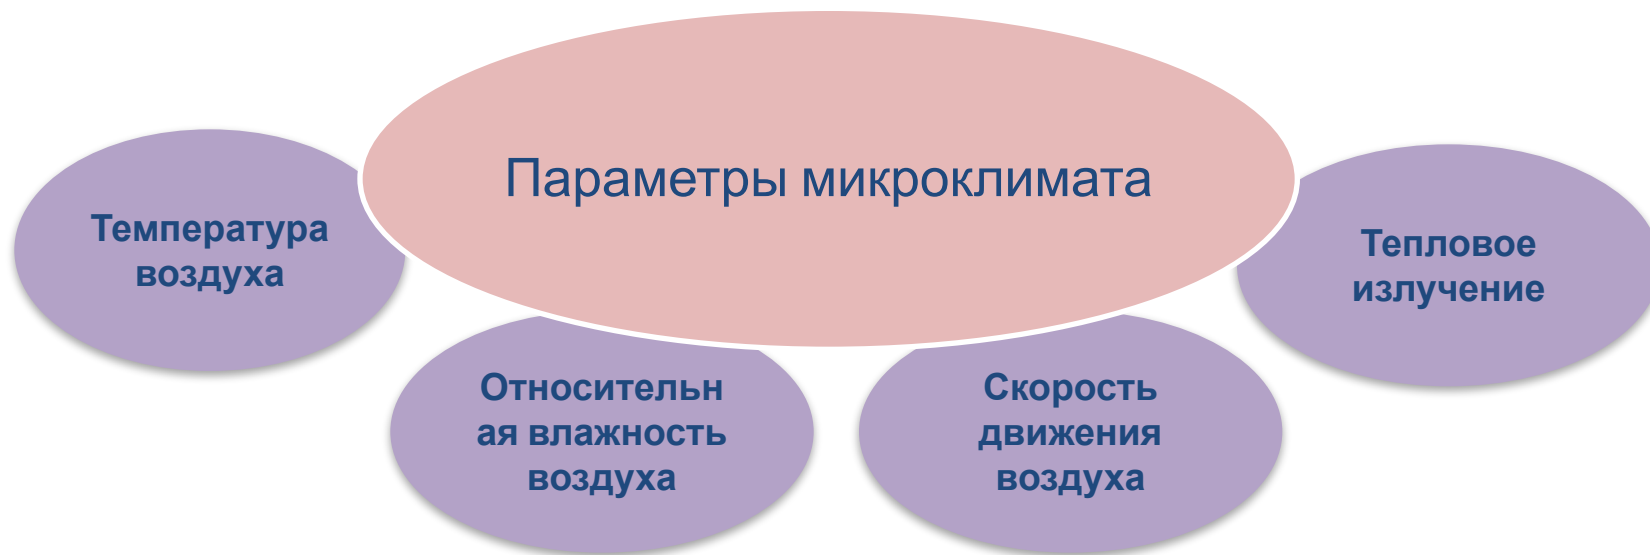 Параметры микроклимата
Температура
воздуха
Относительн
ая влажность
воздуха
Скорость
движения
воздуха
Тепловое
излучение